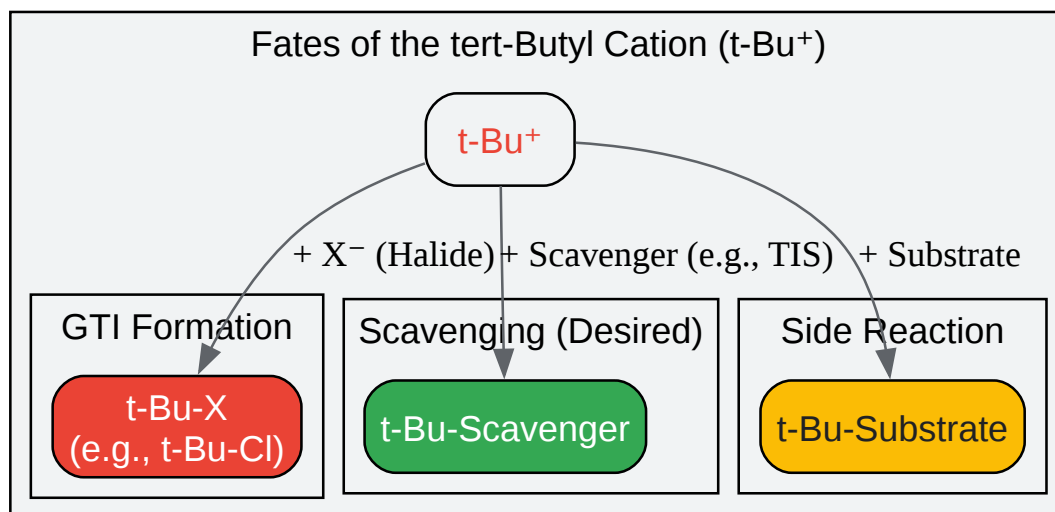 Fates of the tert-Butyl Cation (t-Bu⁺)
t-Bu⁺
+ X⁻ (Halide)
+ Scavenger (e.g., TIS)
+ Substrate
GTI Formation
Scavenging (Desired)
Side Reaction
t-Bu-X
(e.g., t-Bu-Cl)
t-Bu-Scavenger
t-Bu-Substrate